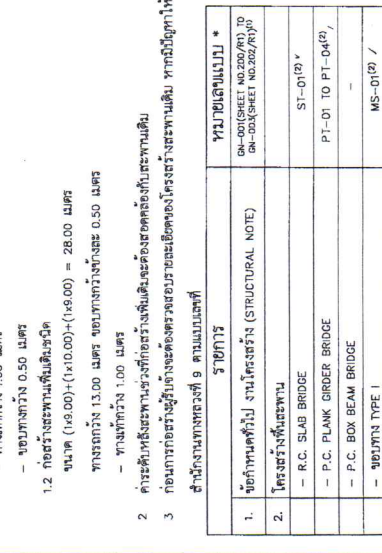 - ขอบทางกว้าง 0.50 เมตร
1.2 ก่อสร้างสะพานเพิ่มเติมชนิด
ขนาด (1x9.00)+(1x10.00)+(1x9.00) = 28.00 เมตร
ทางรถกว้าง 13.00 เมตร ขอบทางกว้างข้างละ 0.50 เมตร
- ทางเท้ากว้าง 1.00 เมตร
2 ค่าระดับหลังสะพานช่วงที่ก่อสร้างเพิ่มเติมจะต้องสอดคล้องกับสะพานเดิม
3 ก่อนการก่อสร้างผู้รับจ้างจะต้องตรวจสอบรายละเอียดของโครงสร้างสะพานเดิม หากมีปัญหาให้
สำนักงานทางหลวงที่ 9 ตามแบบเลขที่
รายการ หมายเลขแบบ *
1. ข้อกำหนดทั่วไป งานโครงสร้าง (STRUCTURAL NOTE) GN-001(SHEET NO.200/R1) TO
GN-003(SHEET NO.202/R1)(1)
2. โครงสร้างพื้นสะพาน
- R.C. SLAB BRIDGE ST-01(2)
- P.C. PLANK GIRDER BRIDGE PT-01 TO PT-04(2)
- P.C. BOX BEAM BRIDGE -
- ขอบทาง TYPE I MS-01(2)